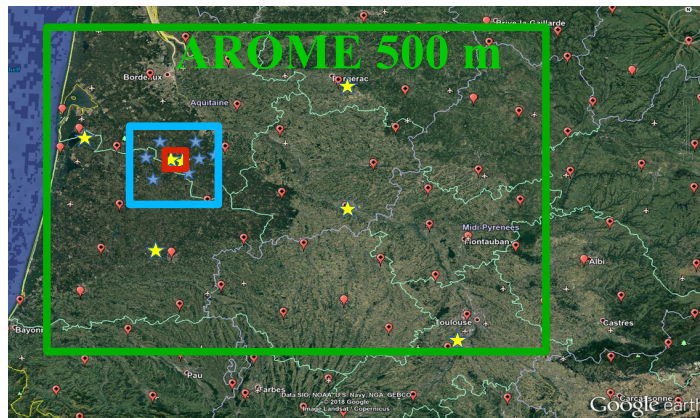 AROME 500 m
Brive-la-Gaillarde
Bordeaux
Bergerac
Aquitaine
Midi-Pyrenees
Montauban
Albi
Toulouse
Castres
Pau
Tarbes
Data SIO, NOAA, U.S. Navy, NGA, GEBCO
© 2018 Google
Image Landsat / Copernicus
Carcassonne
Google earth